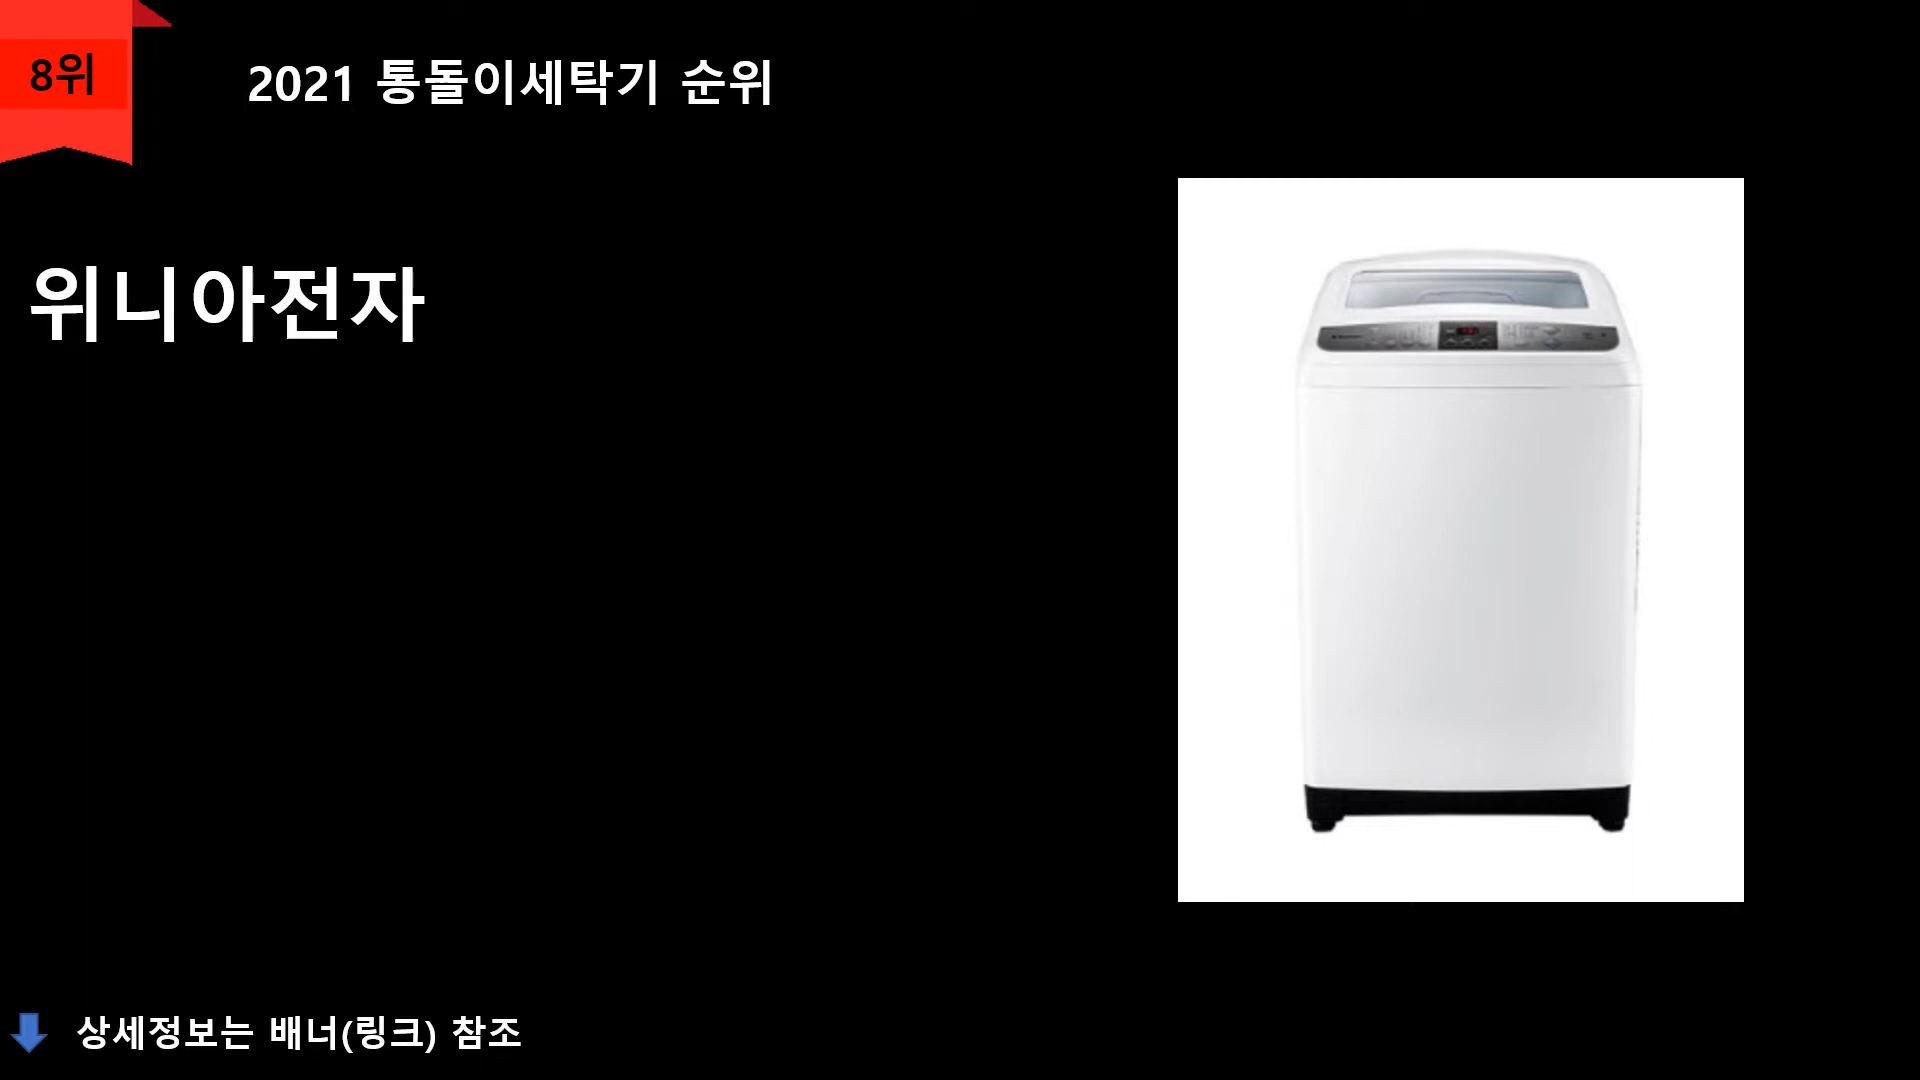 8위
2021 통돌이세탁기 순위
위니아전자
상세정보는 배너(링크) 참조